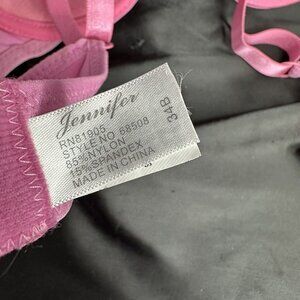 Jennifer
RN81905
STYLE NO 68508
85%NYLON
15%SPANDEX
MADE IN CHINA
34B